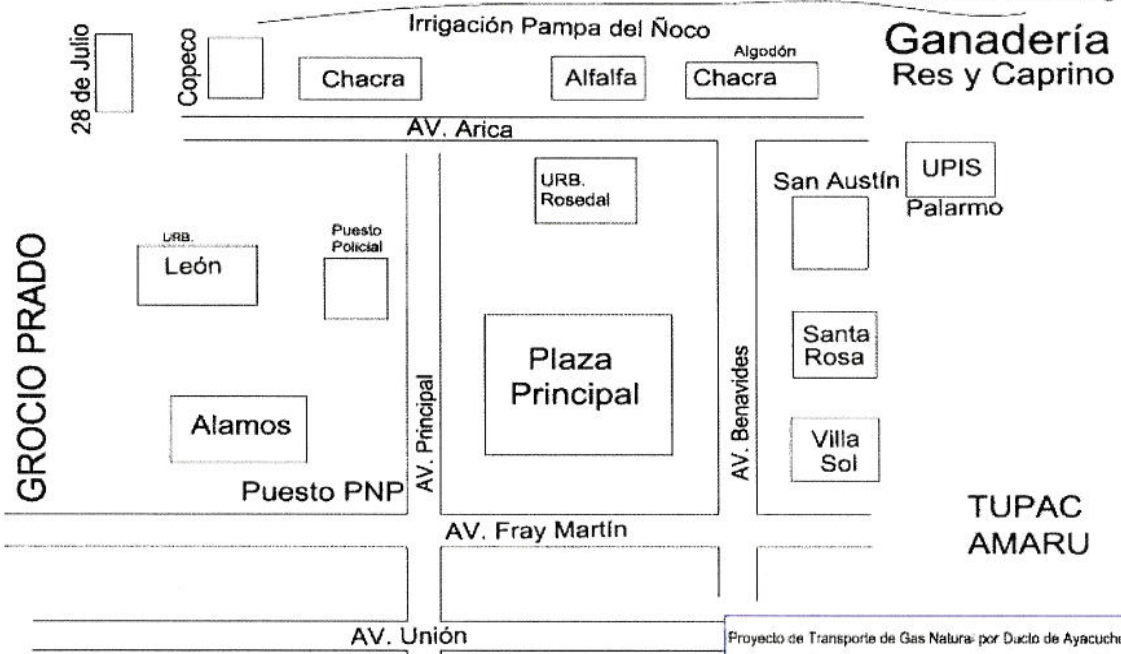 Irrigación Pampa del Ñoco
Ganadería
Res y Caprino
28 de Julio
Copeco
Chacra
Alfalfa
Algodón
Chacra
AV. Arica
URB.
Rosedal
San Austín
UPIS
Palarmo
GROCIO PRADO
URB.
León
Puesto
Policial
Plaza
Principal
Santa
Rosa
AV. Principal
AV. Benavides
Alamos
Villa
Sol
Puesto PNP
TUPAC
AMARU
AV. Fray Martín
AV. Unión
Proyecto de Transporte de Gas Natural por Ducto de Ayacucho